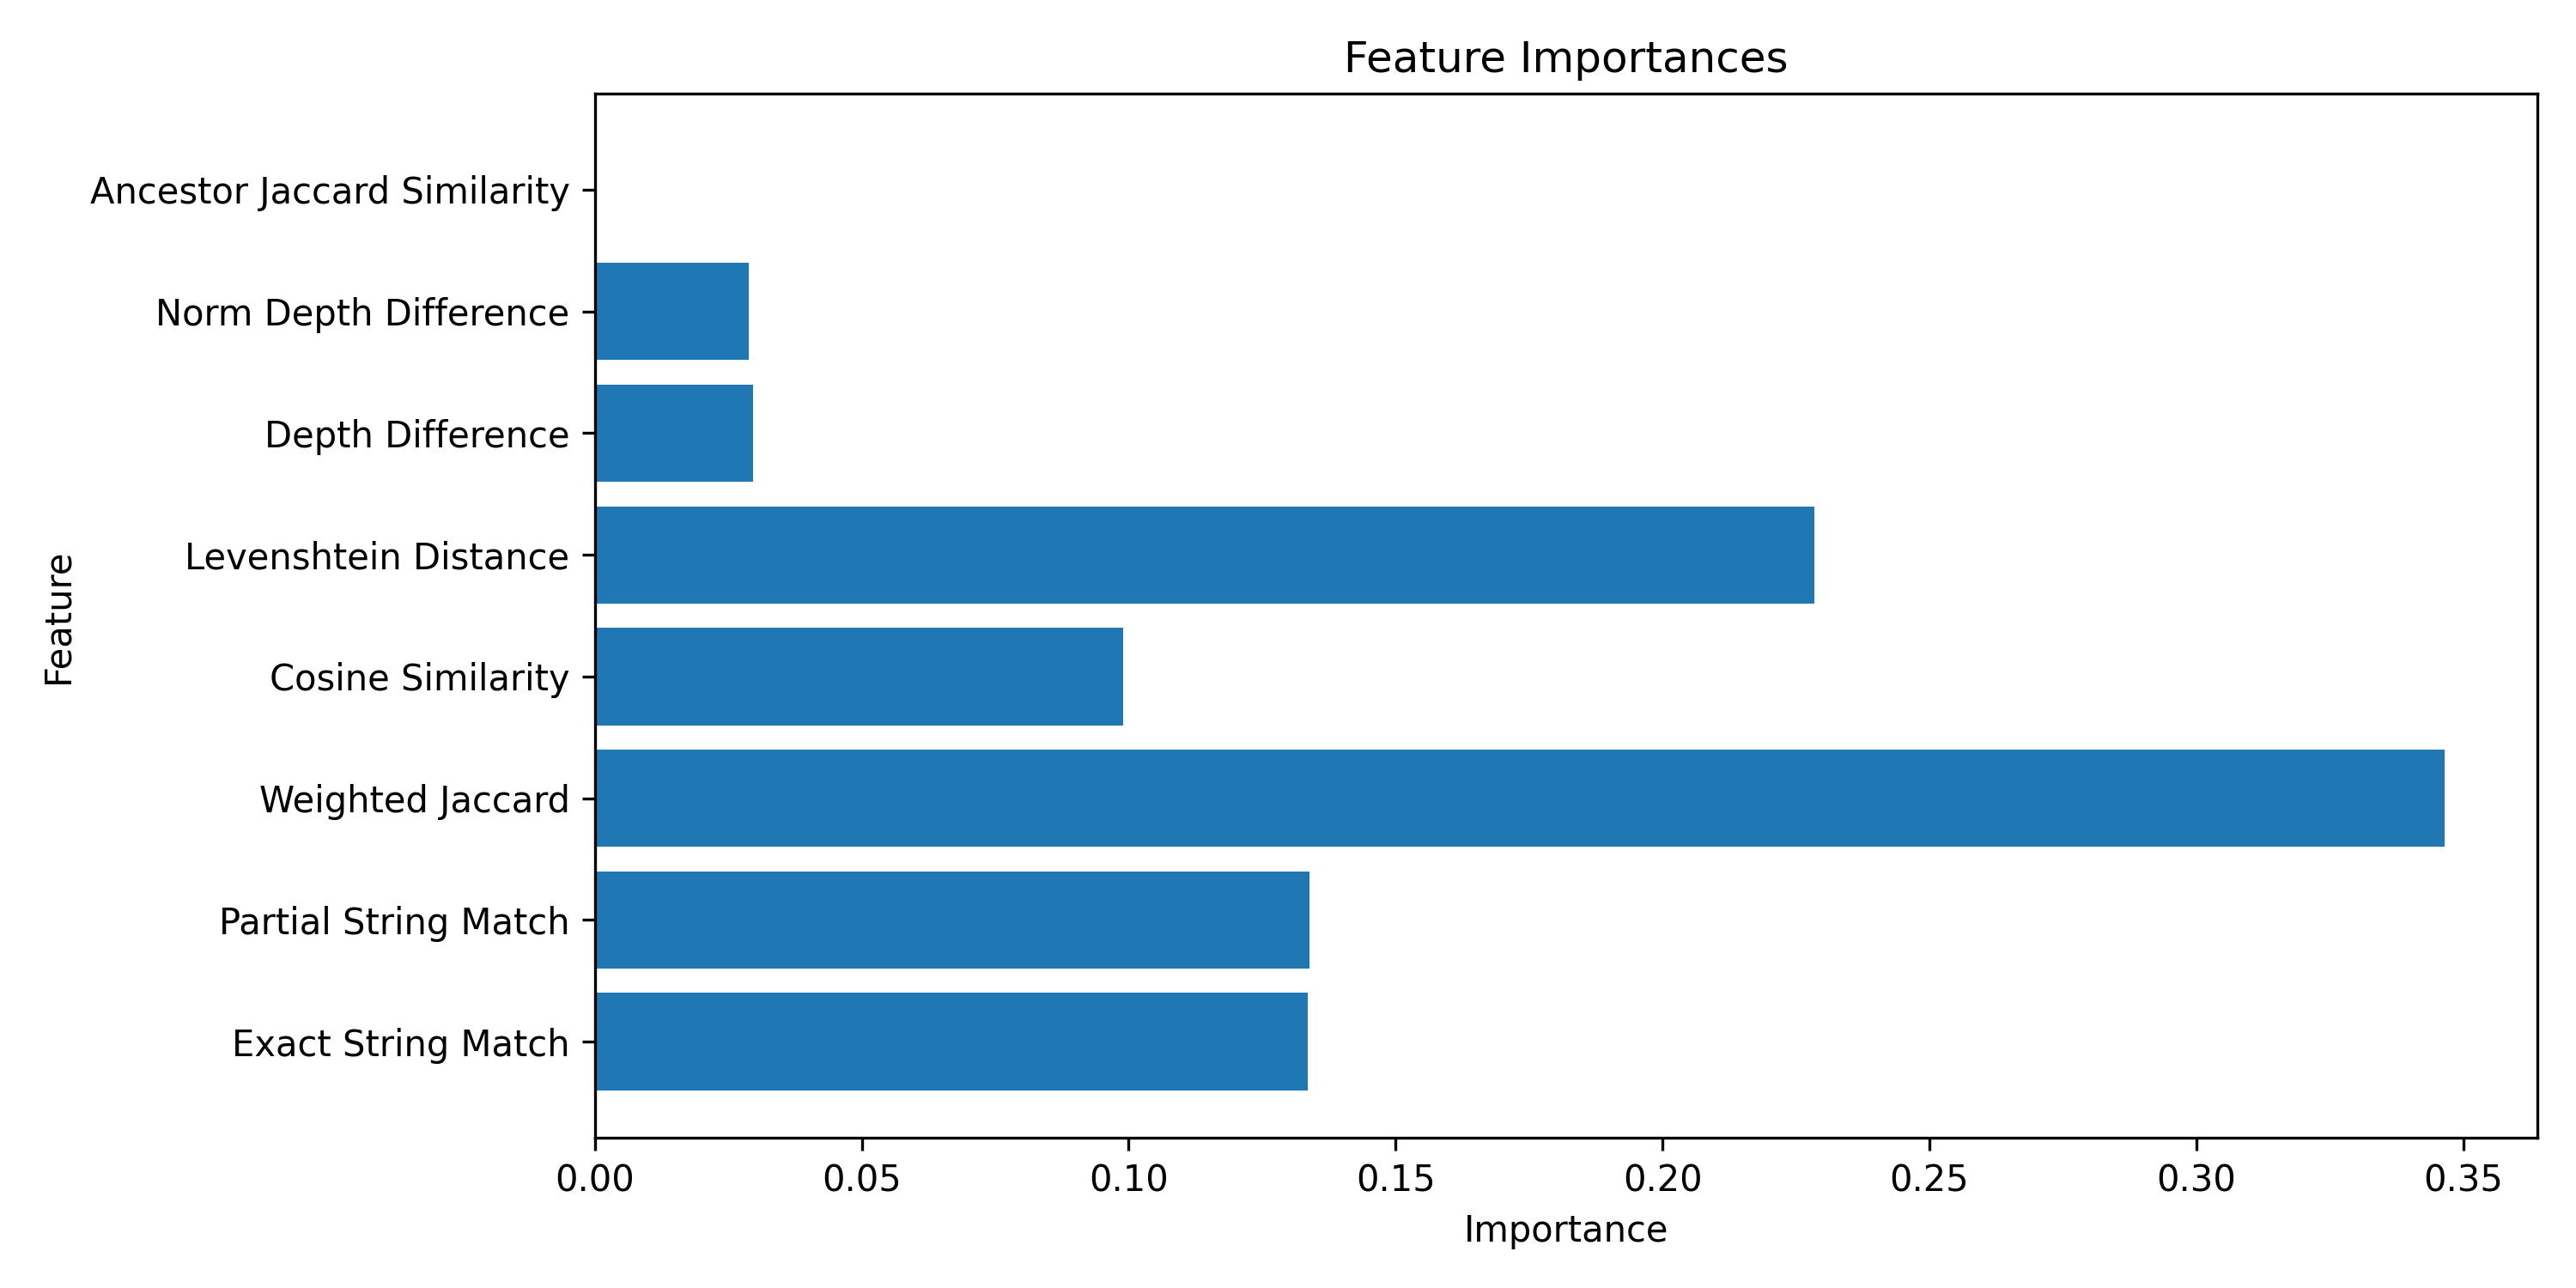 Feature Importances
Ancestor Jaccard Similarity
Norm Depth Difference
Depth Difference
Levenshtein Distance
Cosine Similarity
Weighted Jaccard
Partial String Match
Exact String Match
Feature
0.00 0.05 0.10 0.15 0.20 0.25 0.30 0.35
Importance